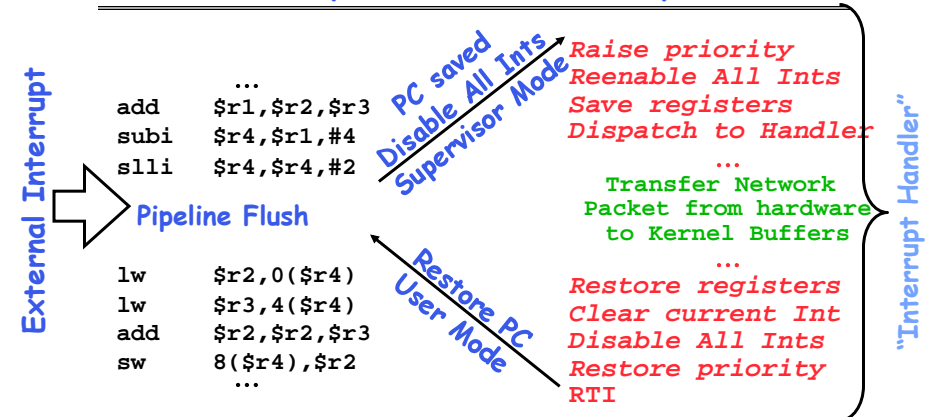 External Interrupt
...
add $r1,$r2,$r3
subi $r4,$r1,#4
slli $r4,$r4,#2
Pipeline Flush
lw $r2,0($r4)
lw $r3,4($r4)
add $r2,$r2,$r3
sw 8($r4),$r2
...
PC saved
Disable All Ints
Supervisor Mode
Restore PC
User Mode
Raise priority
Reenable All Ints
Save registers
Dispatch to Handler
...
Transfer Network
Packet from hardware
to Kernel Buffers
...
Restore registers
Clear current Int
Disable All Ints
Restore priority
RTI
“Interrupt Handler”